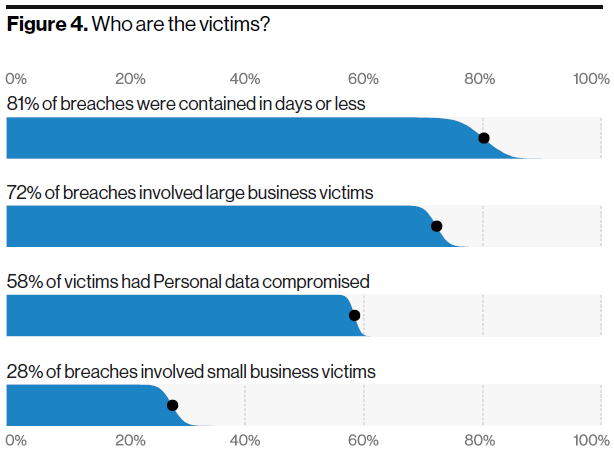 Figure 4. Who are the victims?
0% 20% 40% 60% 80% 100%
81% of breaches were contained in days or less
72% of breaches involved large business victims
58% of victims had Personal data compromised
28% of breaches involved small business victims
0% 20% 40% 60% 80% 100%